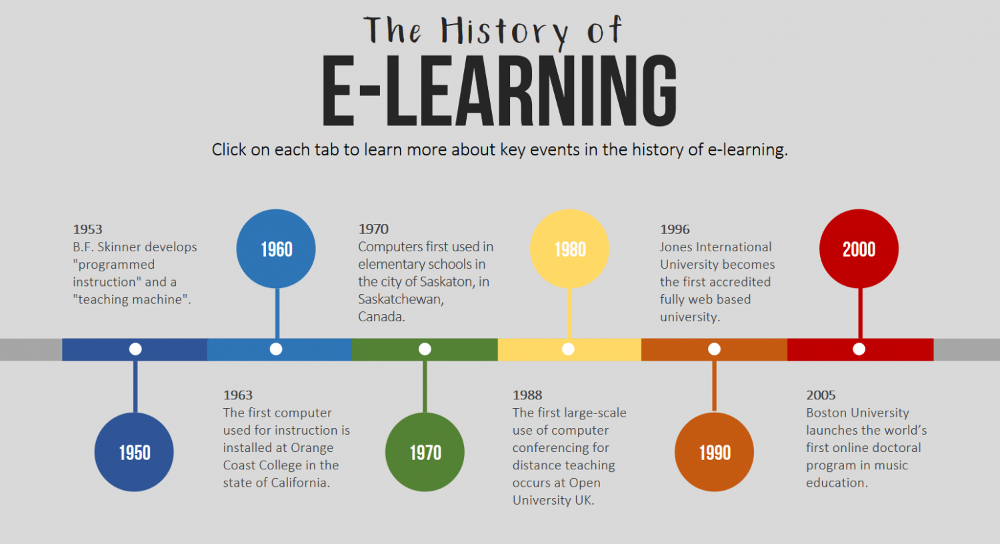 The History of
E-LEARNING
Click on each tab to learn more about key events in the history of e-learning.
1953
B.F. Skinner develops
"programmed
instruction" and a
"teaching machine".
1960
1970
Computers first used in
elementary schools in
the city of Saskaton, in
Saskatchewan,
Canada.
1980
1996
Jones International
University becomes
the first accredited
fully web based
university.
2000
1950
1963
The first computer
used for instruction is
installed at Orange
Coast College in the
state of California.
1970
1988
The first large-scale
use of computer
conferencing for
distance teaching
occurs at Open
University UK.
1990
2005
Boston University
launches the world’s
first online doctoral
program in music
education.